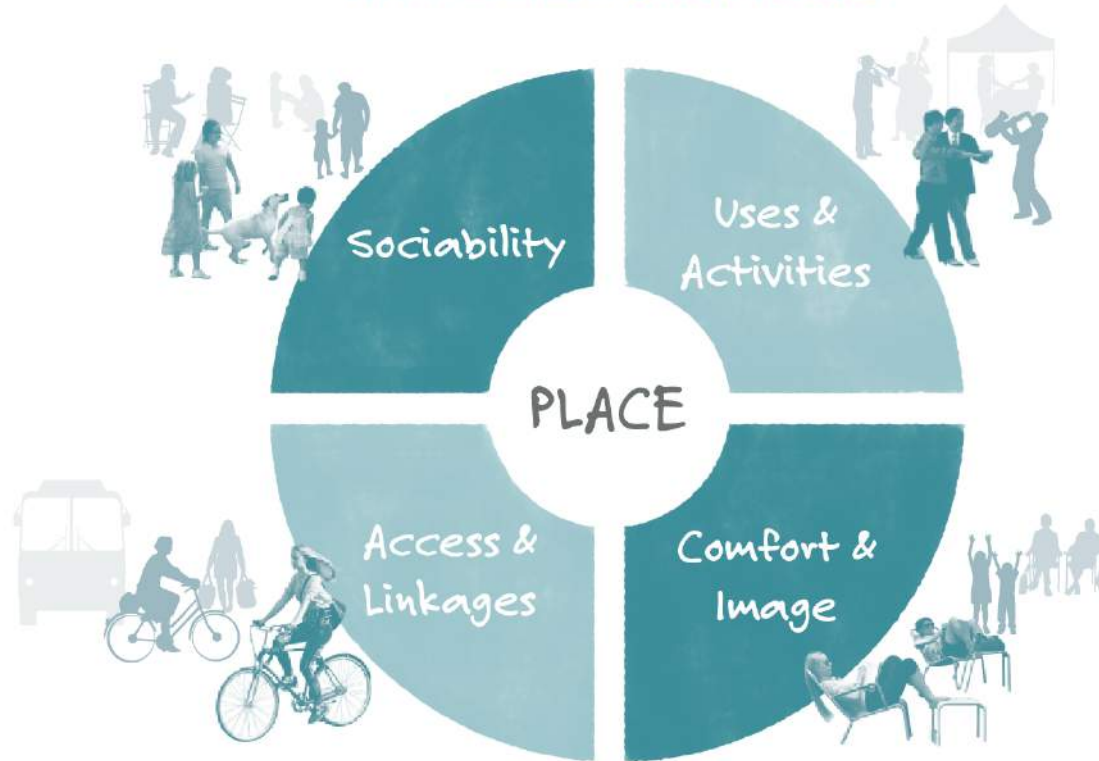 Sociability
Uses &
Activities
PLACE
Access &
Linkages
Comfort &
Image